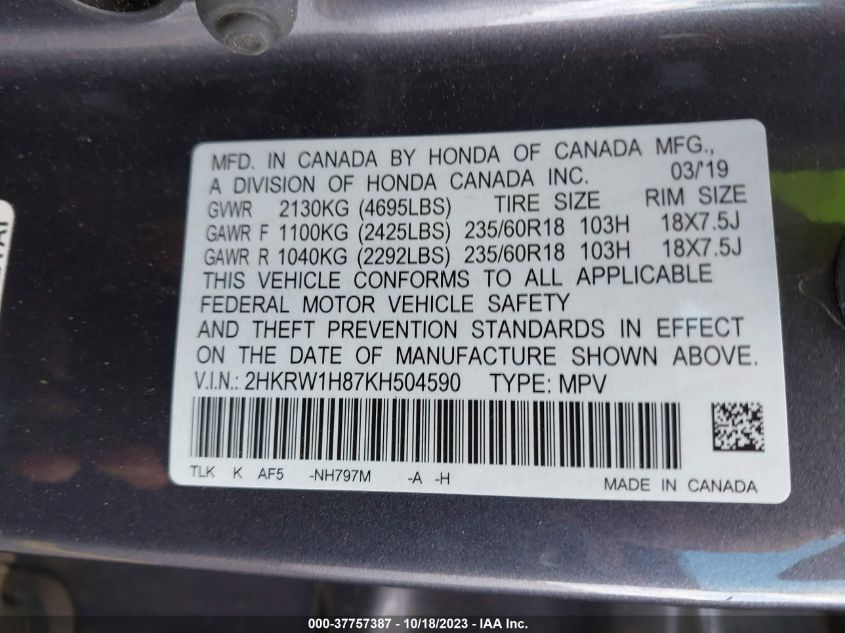 MFD. IN CANADA BY HONDA OF CANADA MFG.,
A DIVISION OF HONDA CANADA INC. 03/'19
GVWR 2130KG (4695LBS) TIRE SIZE RIM SIZE
GAWR F 1100KG (2425LBS) 235/60R18 103H 18X7.5J
GAWR R 1040KG (2292LBS) 235/60R18 103H 18X7.5J
THIS VEHICLE CONFORMS TO ALL APPLICABLE
FEDERAL MOTOR VEHICLE SAFETY
AND THEFT PREVENTION STANDARDS IN EFFECT
ON THE DATE OF MANUFACTURE SHOWN ABOVE.
V.I.N.: 2HKRW1H87KH504590 TYPE: MPV
TLK K AF5 -NH797M -A -H
MADE IN CANADA
000-37757387 - 10/18/2023 - IAA Inc.